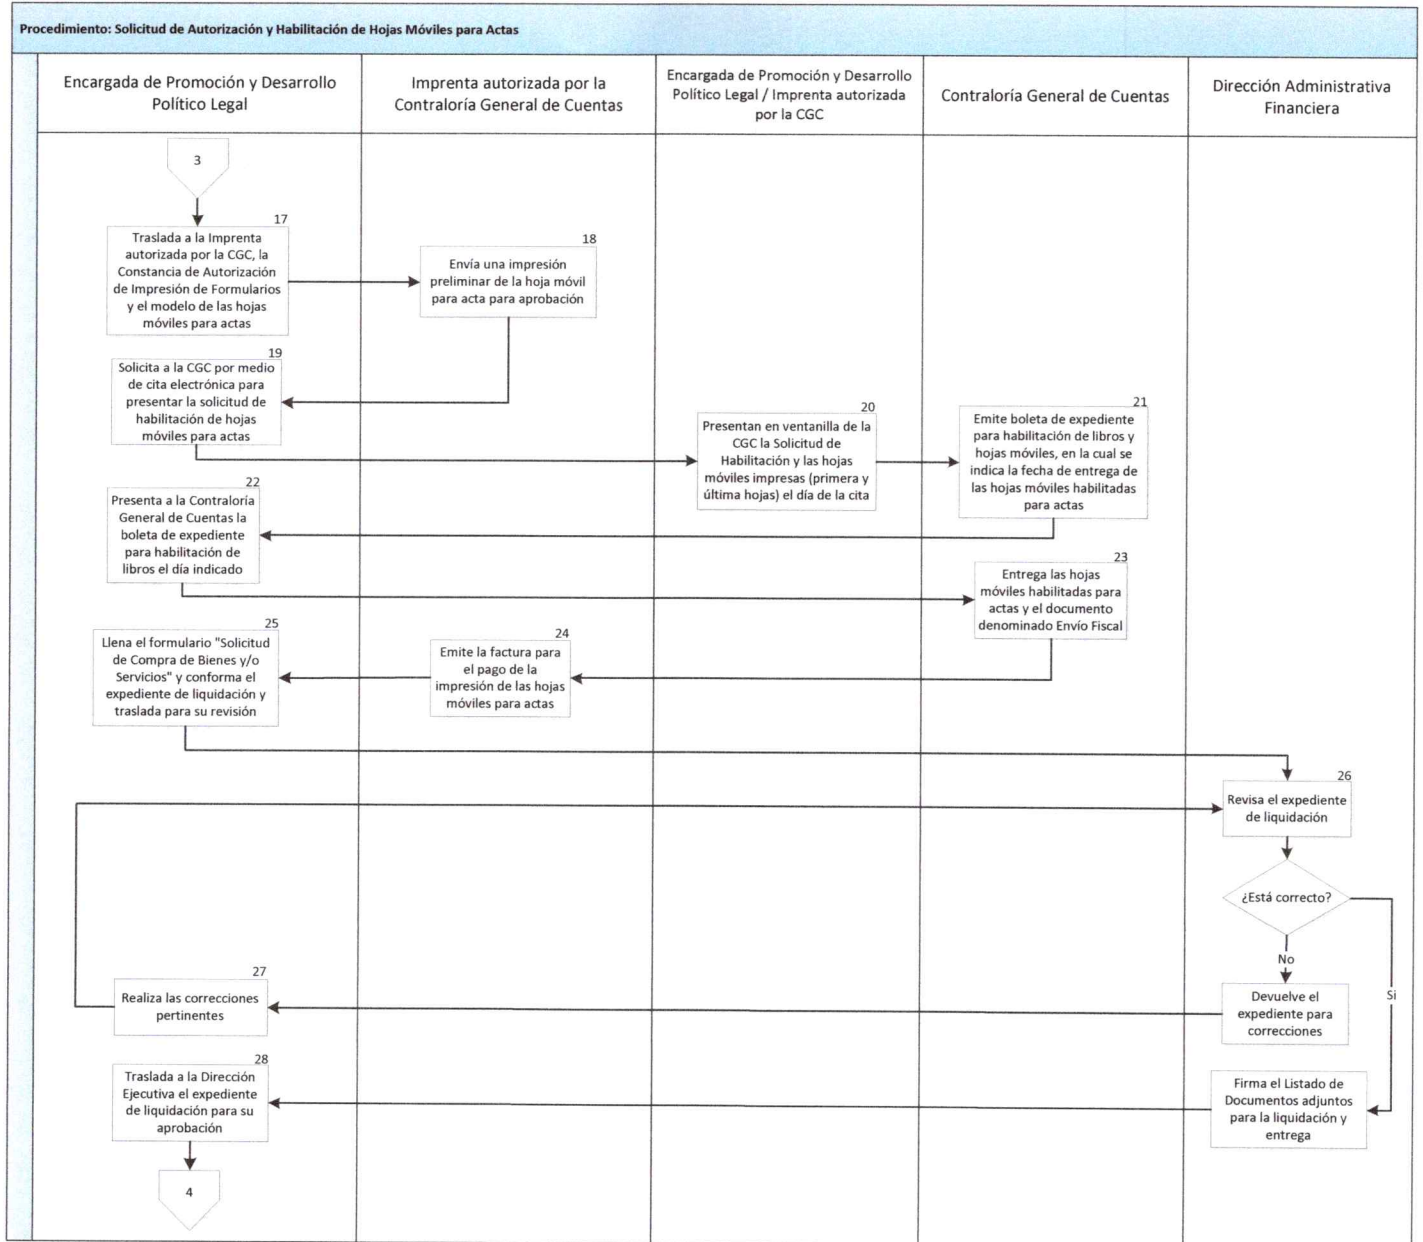 Procedimiento: Solicitud de Autorización y Habilitación de Hojas Móviles para Actas
Encargada de Promoción y Desarrollo
Político Legal
Imprenta autorizada por la
Contraloría General de Cuentas
Encargada de Promoción y Desarrollo
Político Legal / Imprenta autorizada
por la CGC
Contraloría General de Cuentas
Dirección Administrativa
Financiera
3
17
Traslada a la Imprenta
autorizada por la CGC, la
Constancia de Autorización
de Impresión de Formularios
y el modelo de las hojas
móviles para actas
18
Envía una impresión
preliminar de la hoja móvil
para acta para aprobación
19
Solicita a la CGC por medio
de cita electrónica para
presentar la solicitud de
habilitación de hojas
móviles para actas
20
Presentan en ventanilla de la
CGC la Solicitud de
Habilitación y las hojas
móviles impresas (primera y
última hojas) el día de la cita
21
Emite boleta de expediente
para habilitación de libros y
hojas móviles, en la cual se
indica la fecha de entrega de
las hojas móviles habilitadas
para actas
22
Presenta a la Contraloría
General de Cuentas la
boleta de expediente
para habilitación de
libros el día indicado
23
Entrega las hojas
móviles habilitadas para
actas y el documento
denominado Envío Fiscal
24
Emite la factura para
el pago de la
impresión de las hojas
móviles para actas
25
Llena el formulario "Solicitud
de Compra de Bienes y/o
Servicios" y conforma el
expediente de liquidación y
traslada para su revisión
26
Revisa el expediente
de liquidación
¿Está correcto?
No
Si
Devuelve el
expediente para
correcciones
27
Realiza las correcciones
pertinentes
Firma el Listado de
Documentos adjuntos
para la liquidación y
entrega
28
Traslada a la Dirección
Ejecutiva el expediente
de liquidación para su
aprobación
4